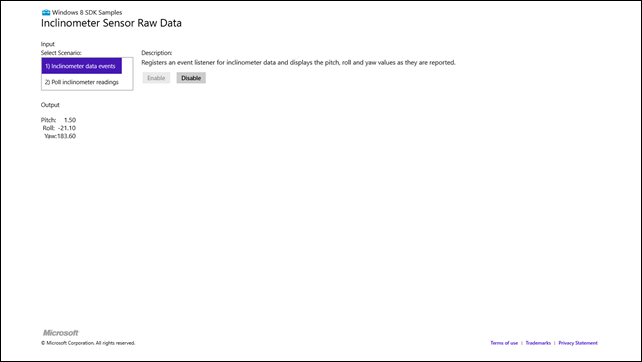 Windows 8 SDK Samples
Inclinometer Sensor Raw Data
Input
Select Scenario:
1) Inclinometer data events
2) Poll inclinometer readings
Description:
Registers an event listener for inclinometer data and displays the pitch, roll and yaw values as they are reported.
Enable Disable
Output
Pitch: 1.50
Roll: -21.10
Yaw:183.60
Microsoft
© Microsoft Corporation. All rights reserved.
Terms of use | Trademarks | Privacy Statement